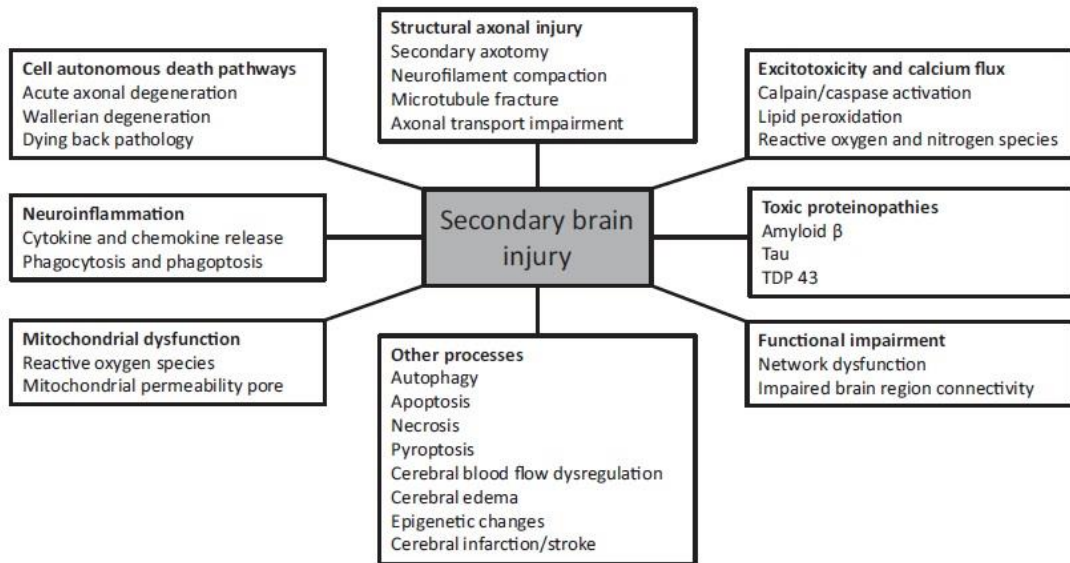 Structural axonal injury
Secondary axotomy
Neurofilament compaction
Microtubule fracture
Axonal transport impairment
Cell autonomous death pathways
Acute axonal degeneration
Wallerian degeneration
Dying back pathology
Excitotoxicity and calcium flux
Calpain/caspase activation
Lipid peroxidation
Reactive oxygen and nitrogen species
Neuroinflammation
Cytokine and chemokine release
Phagocytosis and phagoptosis
Secondary brain
injury
Toxic proteinopathies
Amyloid β
Tau
TDP 43
Mitochondrial dysfunction
Reactive oxygen species
Mitochondrial permeability pore
Other processes
Autophagy
Apoptosis
Necrosis
Pyroptosis
Cerebral blood flow dysregulation
Cerebral edema
Epigenetic changes
Cerebral infarction/stroke
Functional impairment
Network dysfunction
Impaired brain region connectivity